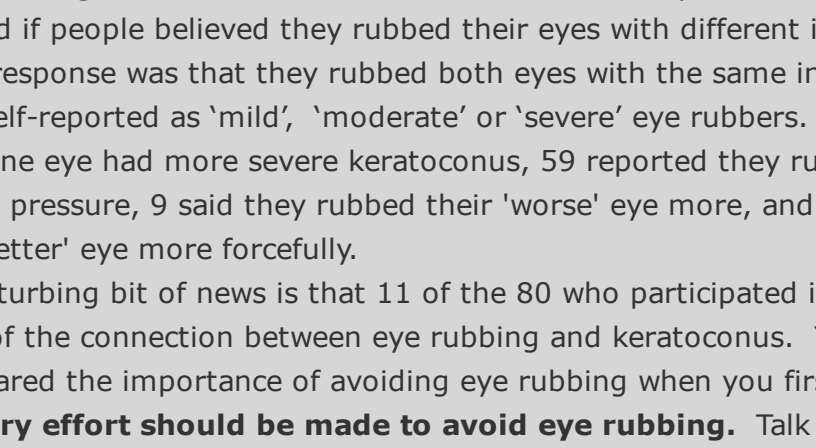 if people believed they rubbed their eyes with different
response was that they rubbed both eyes with the same
elf-reported as ‘mild’, ‘moderate’ or ‘severe’ eye rubbers.
ne eye had more severe keratoconus, 59 reported they ru
pressure, 9 said they rubbed their 'worse' eye more, and
etter' eye more forcefully.
turbing bit of news is that 11 of the 80 who participated i
of the connection between eye rubbing and keratoconus.
ared the importance of avoiding eye rubbing when you firs
ry effort should be made to avoid eye rubbing. Talk